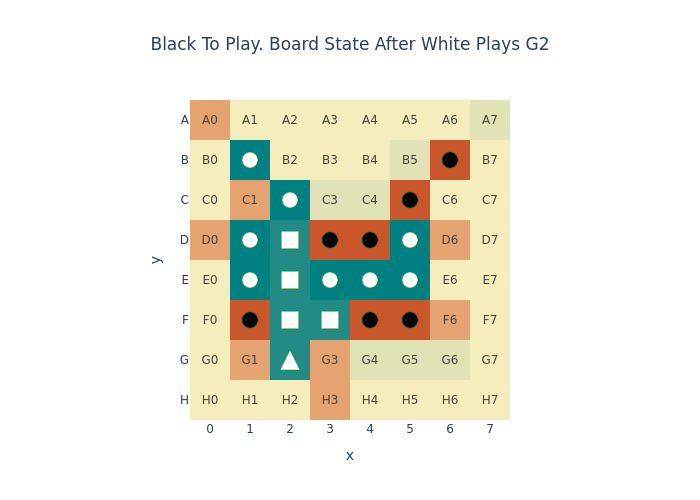 Black To Play. Board State After White Plays G2
A A0 A1 A2 A3 A4 A5 A6 A7
B B0 B2 B3 B4 B5 B7
C C0 C1 C3 C4 C6 C7
D D0 D6 D7
E E0 E6 E7
F F0 F6 F7
G G0 G1 G3 G4 G5 G6 G7
H H0 H1 H2 H3 H4 H5 H6 H7
0 1 2 3 4 5 6 7
x
y